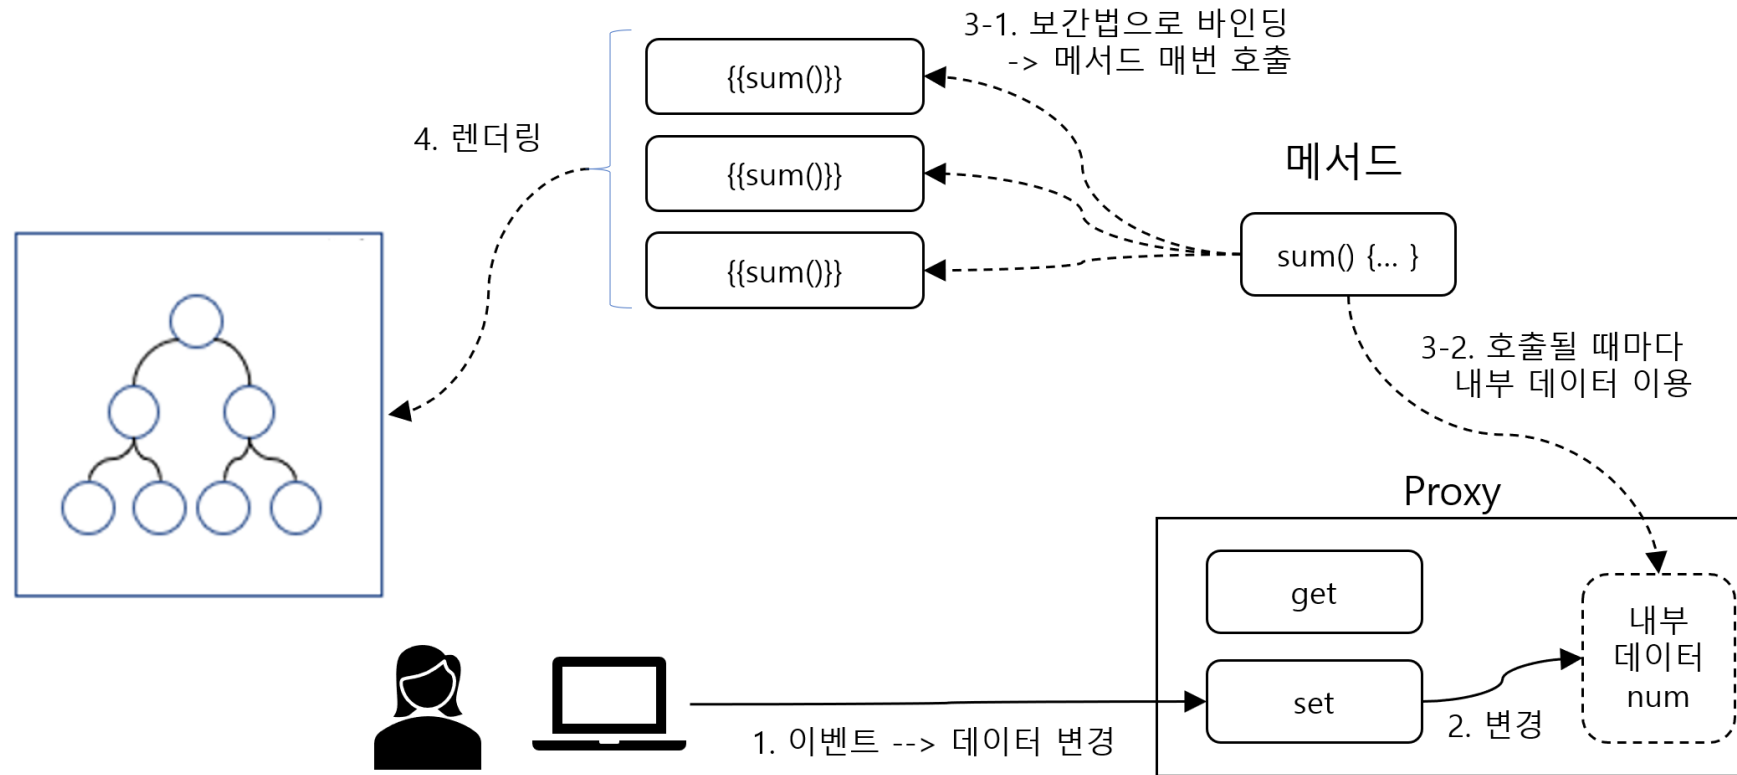 3-1. 보간법으로 바인딩
-> 메서드 매번 호출
{{sum()}}
4. 렌더링
{{sum()}}
메서드
{{sum()}}
sum() {... }
3-2. 호출될 때마다
내부 데이터 이용
Proxy
get
내부
데이터
num
set
1. 이벤트 --> 데이터 변경
2. 변경